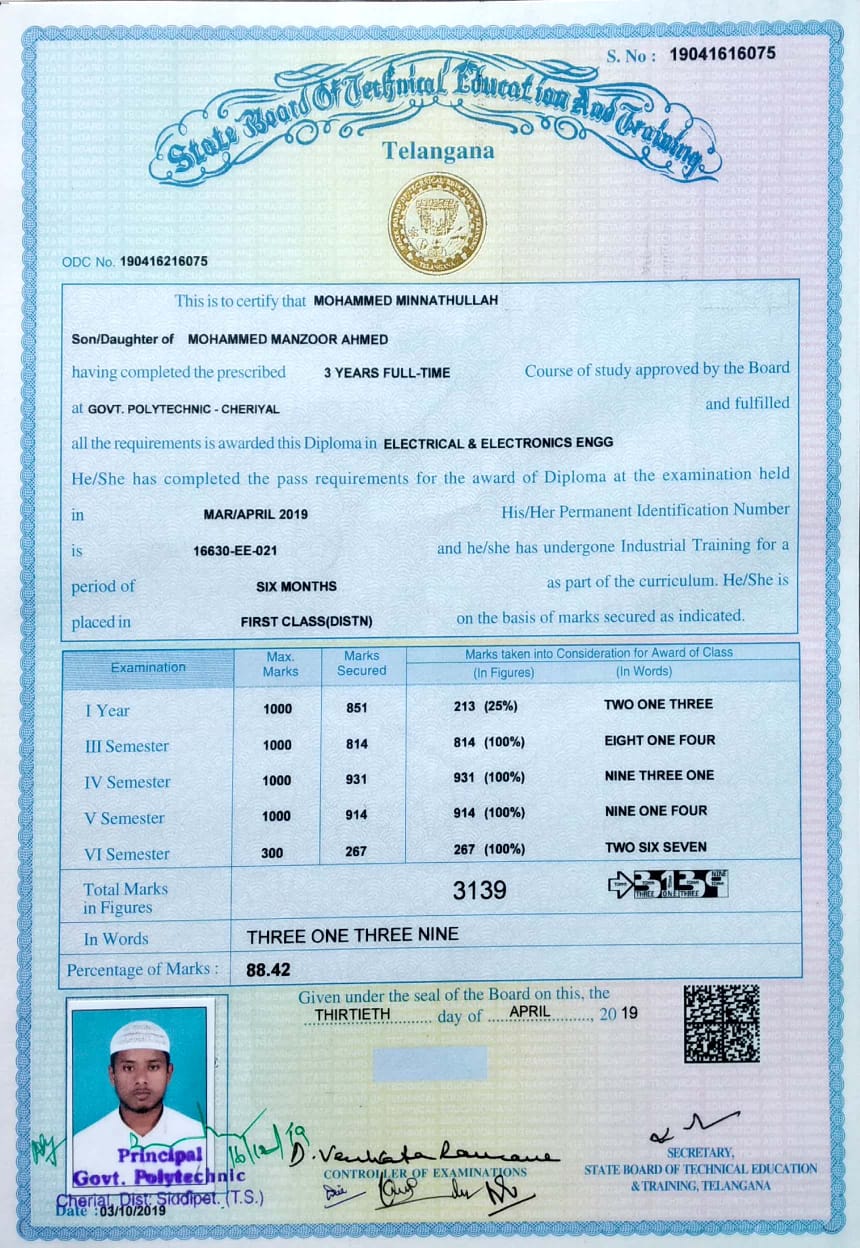 S. No : 19041616075
State Board Of Technical Education And Training
Telangana
ODC No. 190416216075
This is to certify that MOHAMMED MINNATHULLAH
Son/Daughter of MOHAMMED MANZOOR AHMED
having completed the prescribed 3 YEARS FULL-TIME Course of study approved by the Board
at GOVT. POLYTECHNIC - CHERIYAL and fulfilled
all the requirements is awarded this Diploma in ELECTRICAL & ELECTRONICS ENGG
He/She has completed the pass requirements for the award of Diploma at the examination held
in MAR/APRIL 2019 His/Her Permanent Identification Number
is 16630-EE-021 and he/she has undergone Industrial Training for a
period of SIX MONTHS as part of the curriculum. He/She is
placed in FIRST CLASS(DISTN) on the basis of marks secured as indicated.
Examination Max. Marks Marks Secured Marks taken into Consideration for Award of Class
(In Figures) (In Words)
I Year 1000 851 213 (25%) TWO ONE THREE
III Semester 1000 814 814 (100%) EIGHT ONE FOUR
IV Semester 1000 931 931 (100%) NINE THREE ONE
V Semester 1000 914 914 (100%) NINE ONE FOUR
VI Semester 300 267 267 (100%) TWO SIX SEVEN
Total Marks
in Figures 3139
THREE ONE THREE NINE
In Words THREE ONE THREE NINE
Percentage of Marks : 88.42
Given under the seal of the Board on this, the
THIRTIETH day of APRIL, 20 19
D. Venkata Ramana
Principal
Govt. Polytechnic
Cherial, Dist: Siddipet. (T.S.)
Date :03/10/2019
CONTROLLER OF EXAMINATIONS
SECRETARY,
STATE BOARD OF TECHNICAL EDUCATION
& TRAINING, TELANGANA